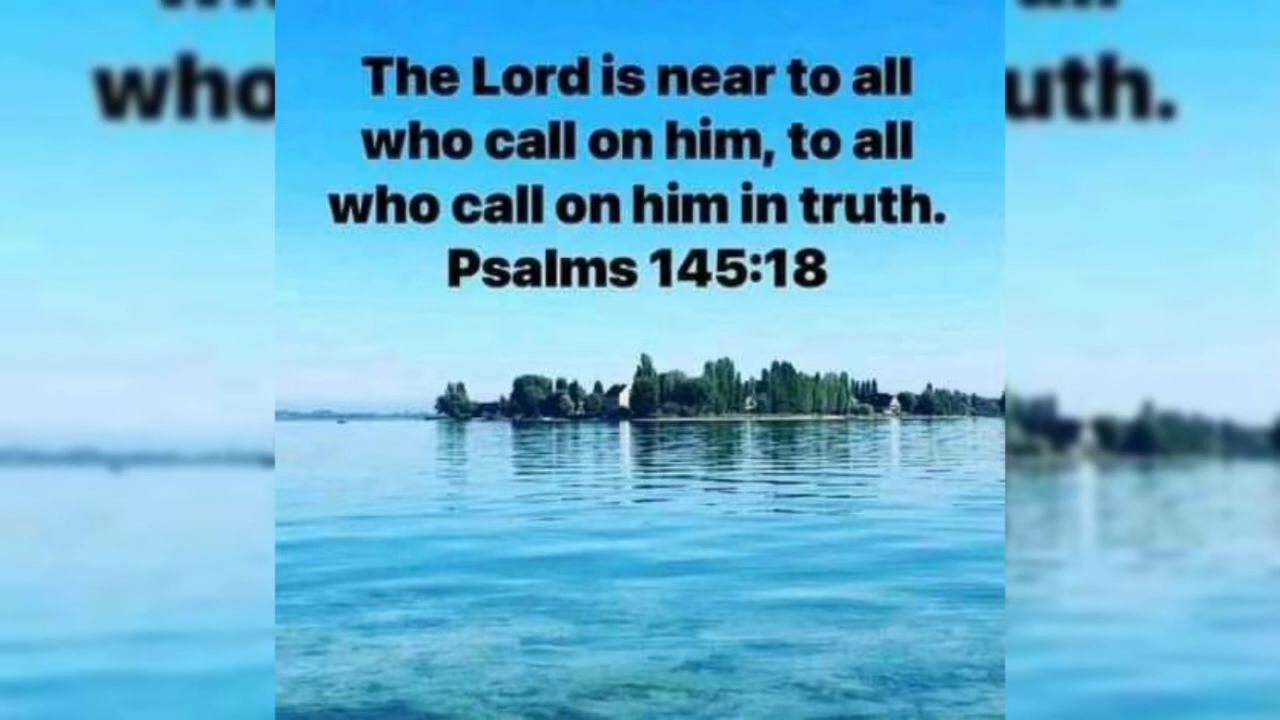 The Lord is near to all
who call on him, to all
who call on him in truth.
Psalms 145:18